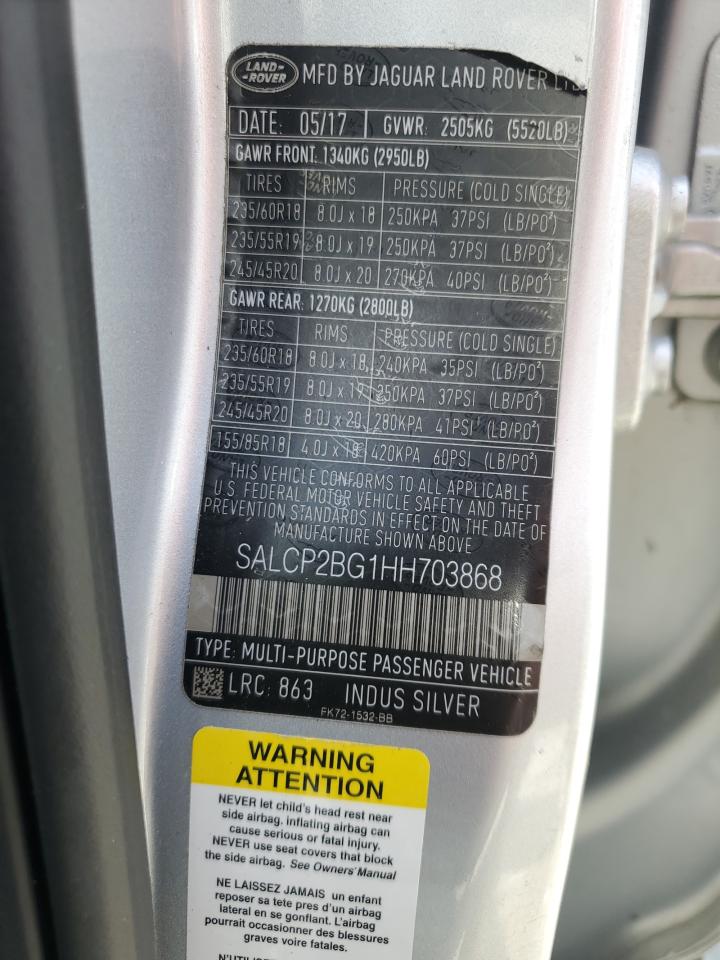 LAND-
-ROVER
MFD BY JAGUAR LAND ROVER LTD
DATE: 05/17 GVWR: 2505KG (5520LB)
GAWR FRONT: 1340KG (2950LB)
TIRES RIMS PRESSURE (COLD SINGLE)
235/60R18 8.0J x 18 250KPA 37PSI (LB/PO²)
235/55R19 8.0J x 19 250KPA 37PSI (LB/PO²)
245/45R20 8.0J x 20 270KPA 40PSI (LB/PO²)
GAWR REAR: 1270KG (2800LB)
TIRES RIMS PRESSURE (COLD SINGLE)
235/60R18 8.0J x 18 240KPA 35PSI (LB/PO²)
235/55R19 8.0J x 19 250KPA 37PSI (LB/PO²)
245/45R20 8.0J x 20 280KPA 41PSI (LB/PO²)
155/85R18 4.0J x 18 420KPA 60PSI (LB/PO²)
THIS VEHICLE CONFORMS TO ALL APPLICABLE
U.S. FEDERAL MOTOR VEHICLE SAFETY AND THEFT
PREVENTION STANDARDS IN EFFECT ON THE DATE OF
MANUFACTURE SHOWN ABOVE
SALCP2BG1HH703868
TYPE: MULTI-PURPOSE PASSENGER VEHICLE
LRC: 863 INDUS SILVER
FK72-1532-BB
WARNING
ATTENTION
NEVER let child's head rest near
side airbag. inflating airbag can
cause serious or fatal injury.
NEVER use seat covers that block
the side airbag. See Owners' Manual
NE LAISSEZ JAMAIS un enfant
reposer sa tete pres d'un airbag
lateral en se gonflant. L'airbag
pourrait occasionner des blessures
graves voire fatales.